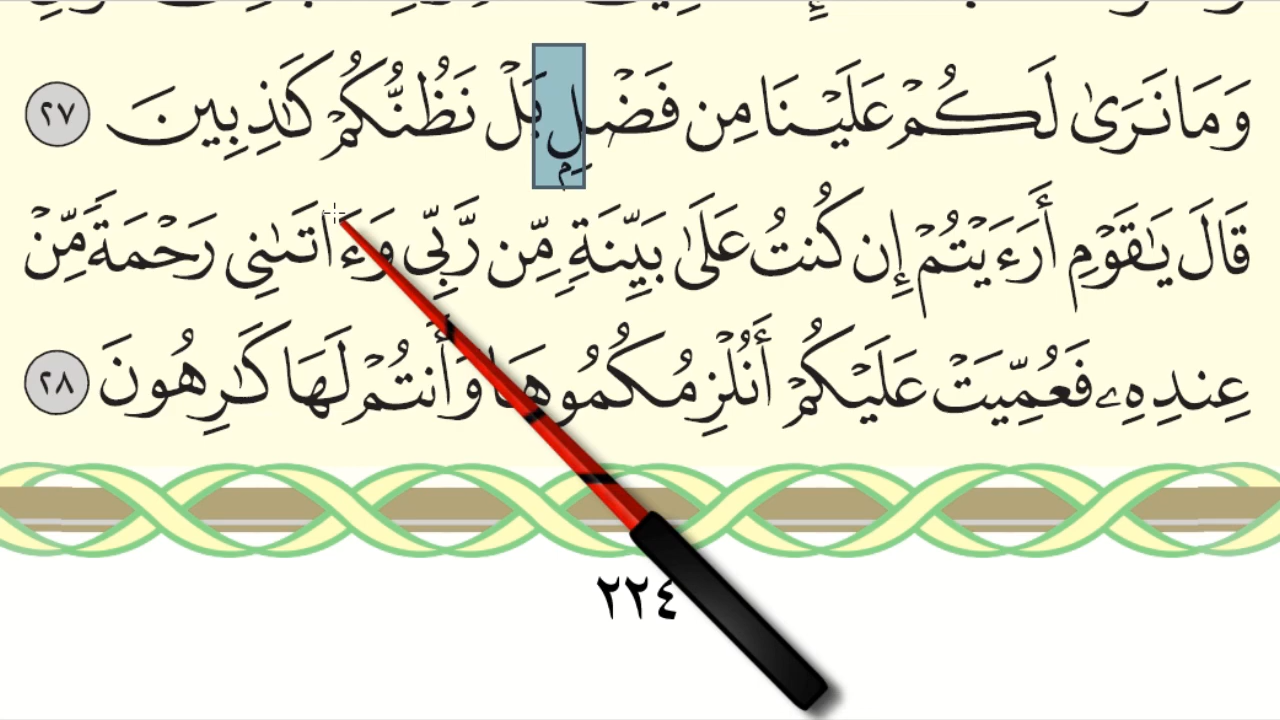 وَمَا نَرَىٰ لَكُمْ عَلَيْنَا مِن فَضْلِۭ بَلْ نَظُنُّكُمْ كَٰذِبِينَ ٢٧
قَالَ يَٰقَوْمِ أَرَءَيْتُمْ إِن كُنتُ عَلَىٰ بَيِّنَةٍ مِّن رَّبِّى وَءَاتَىٰنِى رَحْمَةً مِّنْ
عِندِهِۦ فَعُمِّيَتْ عَلَيْكُمْ أَنُلْزِمُكُمُوهَا وَأَنتُمْ لَهَا كَٰرِهُونَ ٢٨
٢٢٤